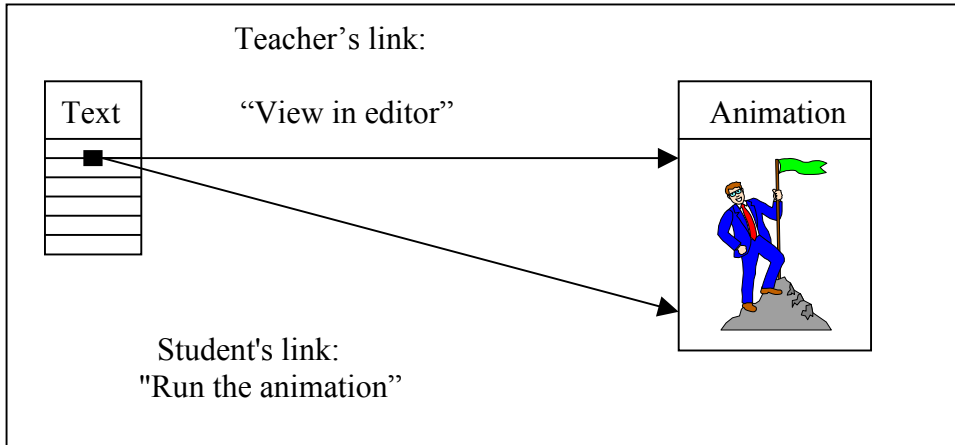 Teacher’s link:
Text
“View in editor”
Animation
Student's link:
"Run the animation”